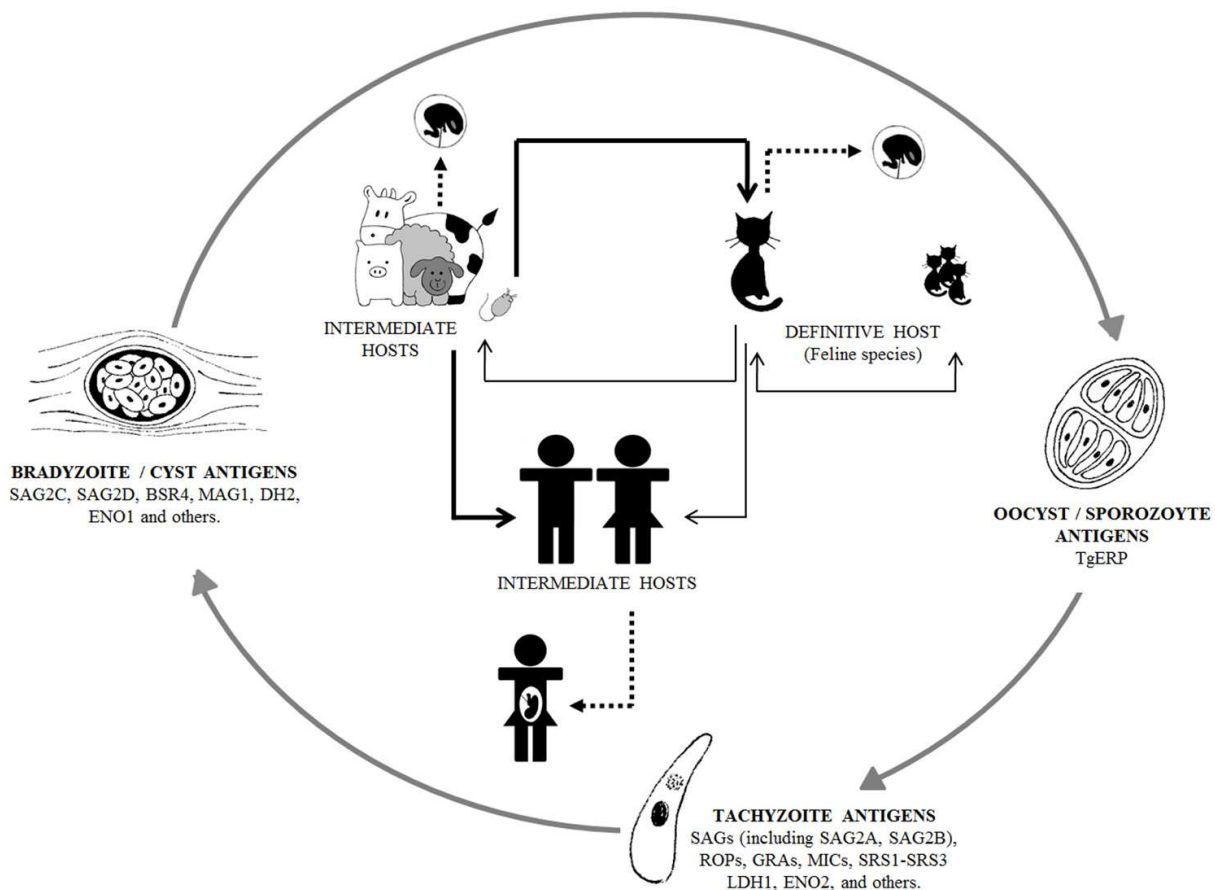 INTERMEDIATE
HOSTS
DEFINITIVE HOST
(Feline species)
BRADYZOITE / CYST ANTIGENS
SAG2C, SAG2D, BSR4, MAG1, DH2,
ENO1 and others.
OOCYST / SPOROZOYTE
ANTIGENS
TgERP
INTERMEDIATE HOSTS
TACHYZOITE ANTIGENS
SAGs (including SAG2A, SAG2B),
ROPs, GRAs, MICs, SRS1-SRS3
LDH1, ENO2, and others.